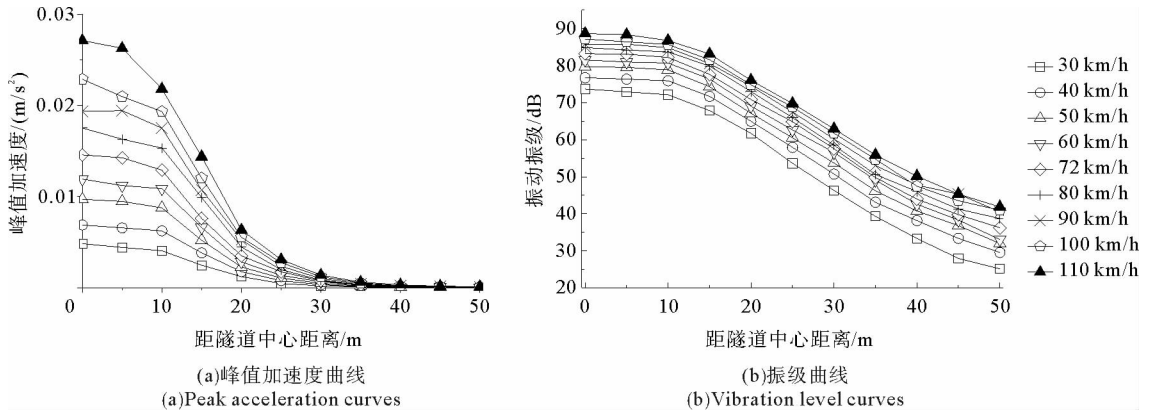 0.03
0.02
0.01
峰值加速度/(m/s²)
0 10 20 30 40 50
距隧道中心距离/m
(a)峰值加速度曲线
(a)Peak acceleration curves
90
80
70
60
50
40
30
20
振动振级/dB
0 10 20 30 40 50
距隧道中心距离/m
(b)振级曲线
(b)Vibration level curves
30 km/h
40 km/h
50 km/h
60 km/h
72 km/h
80 km/h
90 km/h
100 km/h
110 km/h